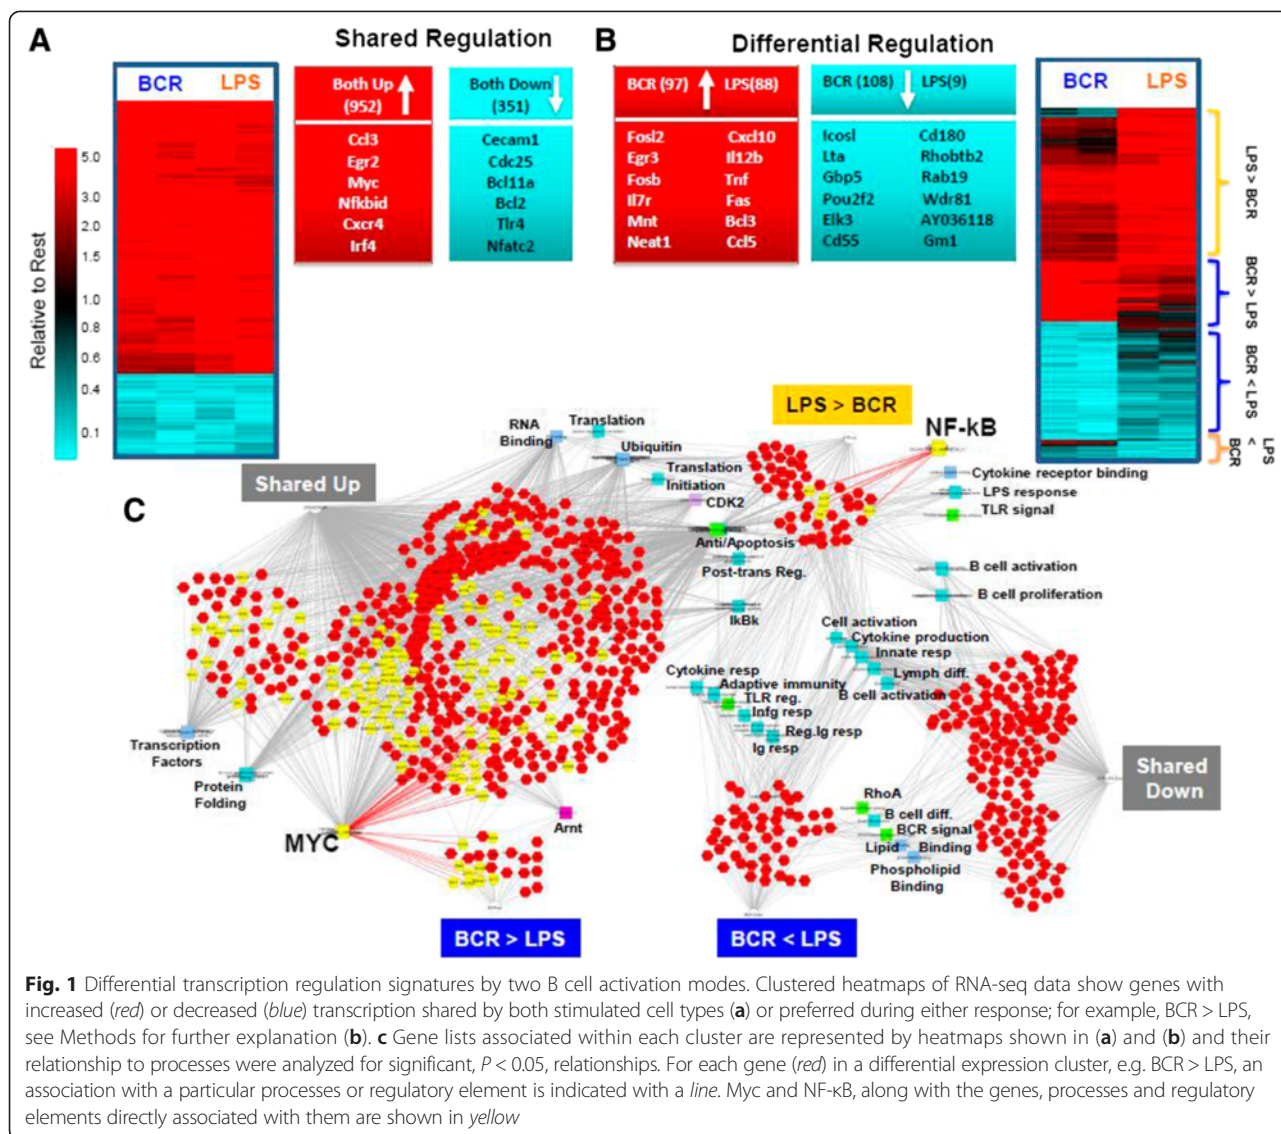 A
Shared Regulation
BCR LPS
Both Up
(952)
Ccl3
Egr2
Myc
Nfkbid
Cxcr4
Irf4
Both Down
(351)
Cecam1
Cdc25
Bcl11a
Bcl2
Tlr4
Nfatc2
Relative to Rest
5.0
3.0
1.5
1.0
0.8
0.6
0.4
0.1
B
Differential Regulation
BCR (97) LPS(88)
Fosl2 Cxcl10
Egr3 Il12b
Fosb Tnf
Il7r Fas
Mnt Bcl3
Neat1 Ccl5
BCR (108) LPS(9)
Icosl Cd180
Lta Rhobtb2
Gbp5 Rab19
Pou2f2 Wdr81
Elk3 AY036118
Cd55 Gm1
BCR LPS
LPS > BCR
BCR > LPS
BCR < LPS
LPS
<
BCR
C
Shared Up
RNA
Binding
Translation
Ubiquitin
Translation
Initiation
CDK2
Anti/Apoptosis
Post-trans Reg.
IkBk
LPS > BCR
NF-kB
Cytokine receptor binding
LPS response
TLR signal
B cell activation
B cell proliferation
Cell activation
Cytokine production
Innate resp
Lymph diff.
B cell activation
Cytokine resp
Adaptive immunity
TLR reg.
Infg resp
Reg.Ig resp
Ig resp
Transcription
Factors
Protein
Folding
MYC
Arnt
RhoA
B cell diff.
BCR signal
Lipid Binding
Phospholipid
Binding
Shared
Down
BCR > LPS
BCR < LPS
Fig. 1 Differential transcription regulation signatures by two B cell activation modes. Clustered heatmaps of RNA-seq data show genes with
increased (red) or decreased (blue) transcription shared by both stimulated cell types (a) or preferred during either response; for example, BCR > LPS,
see Methods for further explanation (b). c Gene lists associated within each cluster are represented by heatmaps shown in (a) and (b) and their
relationship to processes were analyzed for significant, P < 0.05, relationships. For each gene (red) in a differential expression cluster, e.g. BCR > LPS, an
association with a particular processes or regulatory element is indicated with a line. Myc and NF-κB, along with the genes, processes and regulatory
elements directly associated with them are shown in yellow